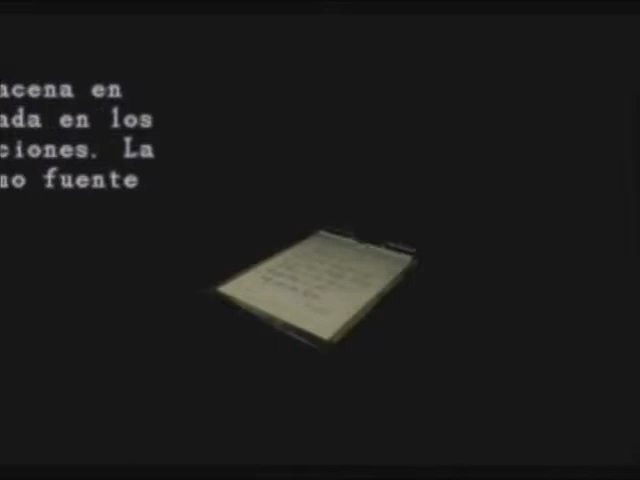 acena en
ada en los
ciones. La
mo fuente